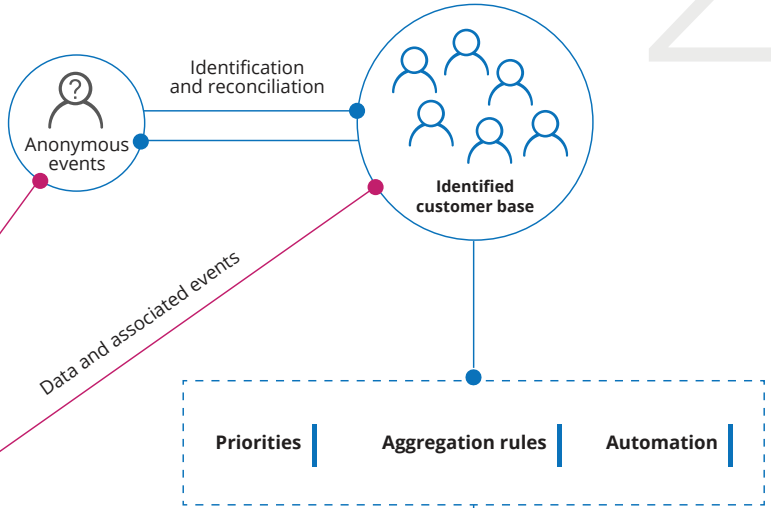 Identification
and reconciliation
?
Anonymous
events
Identified
customer base
Data and associated events
Priorities
Aggregation rules
Automation